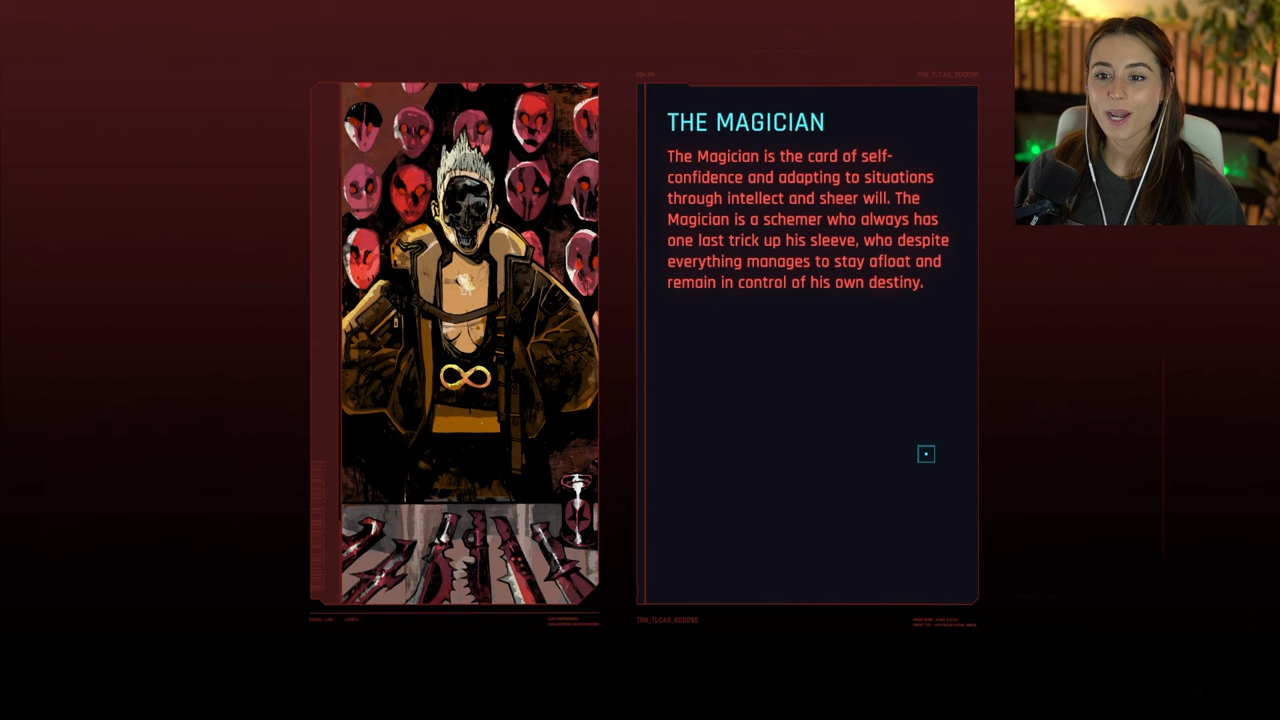 TRN_TLCAS_800095
THE MAGICIAN
The Magician is the card of self-
confidence and adapting to situations
through intellect and sheer will. The
Magician is a schemer who always has
one last trick up his sleeve, who despite
everything manages to stay afloat and
remain in control of his own destiny.
TRN_TLCAS_800095